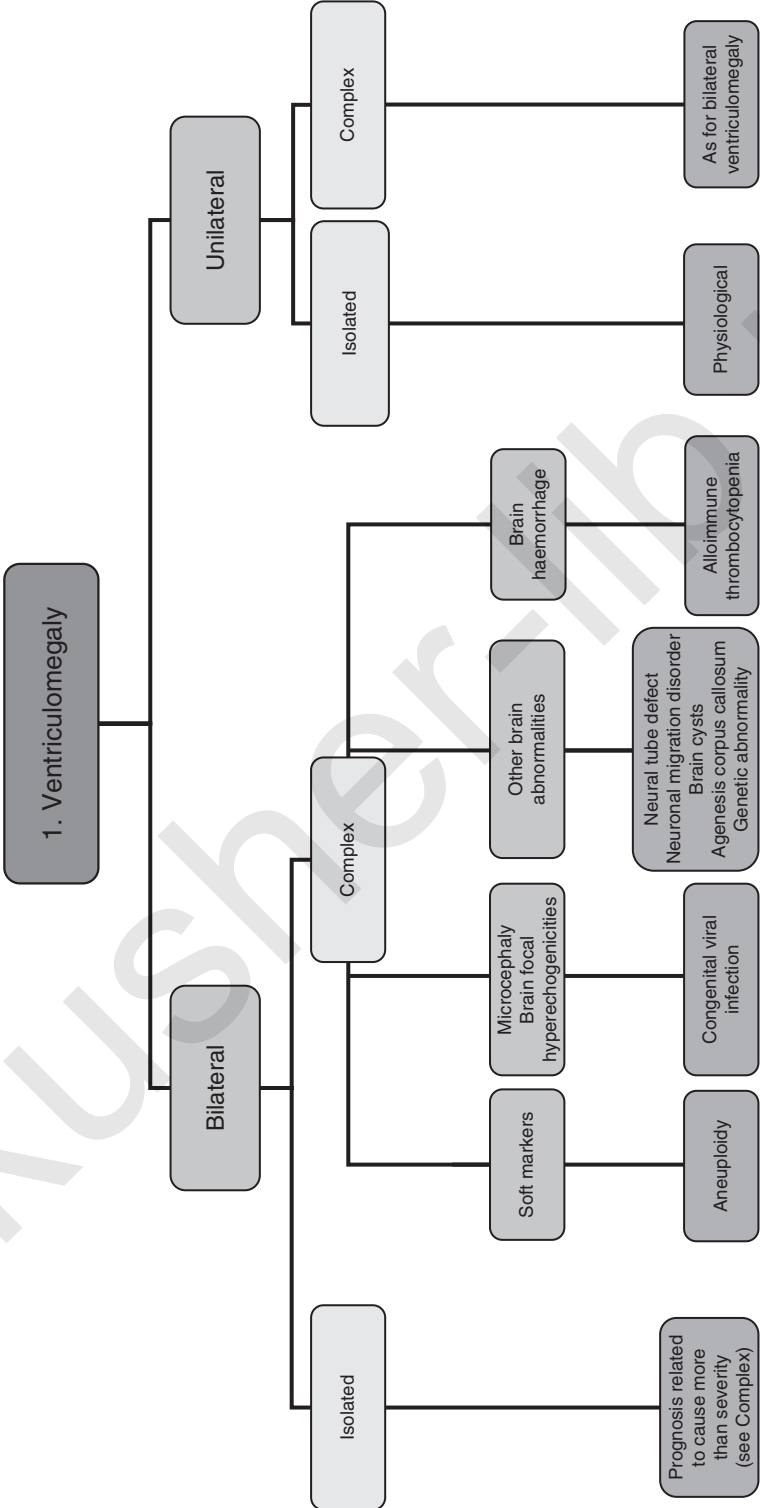 1. Ventriculomegaly
Bilateral
Unilateral
Isolated
Complex
Isolated
Complex
Soft markers
Microcephaly
Brain focal
hyperechogenicities
Other brain
abnormalities
Brain
haemorrhage
Prognosis related
to cause more
than severity
(see Complex)
Aneuploidy
Congenital viral
infection
Neural tube defect
Neuronal migration disorder
Brain cysts
Agenesis corpus callosum
Genetic abnormality
Alloimmune
thrombocytopenia
Physiological
As for bilateral
ventriculomegaly